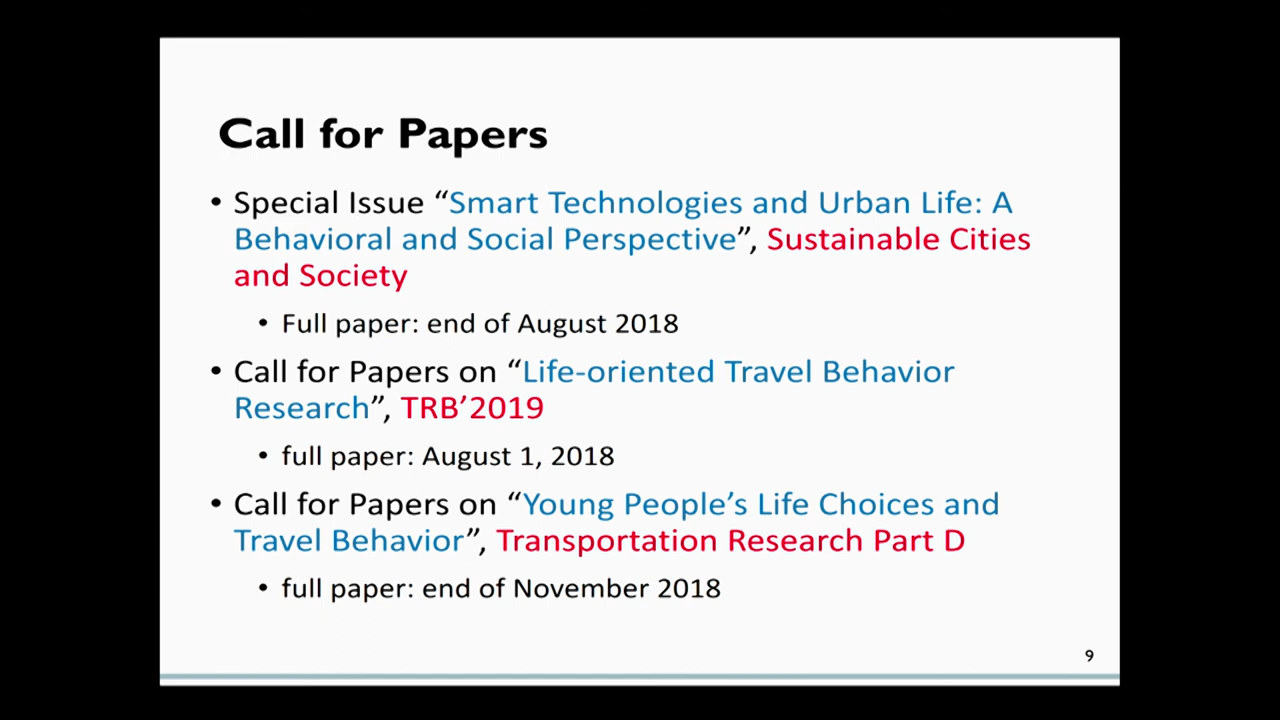 Call for Papers
• Special Issue “Smart Technologies and Urban Life: A
Behavioral and Social Perspective”, Sustainable Cities
and Society
• Full paper: end of August 2018
• Call for Papers on “Life-oriented Travel Behavior
Research”, TRB’2019
• full paper: August 1, 2018
• Call for Papers on “Young People’s Life Choices and
Travel Behavior”, Transportation Research Part D
• full paper: end of November 2018
9